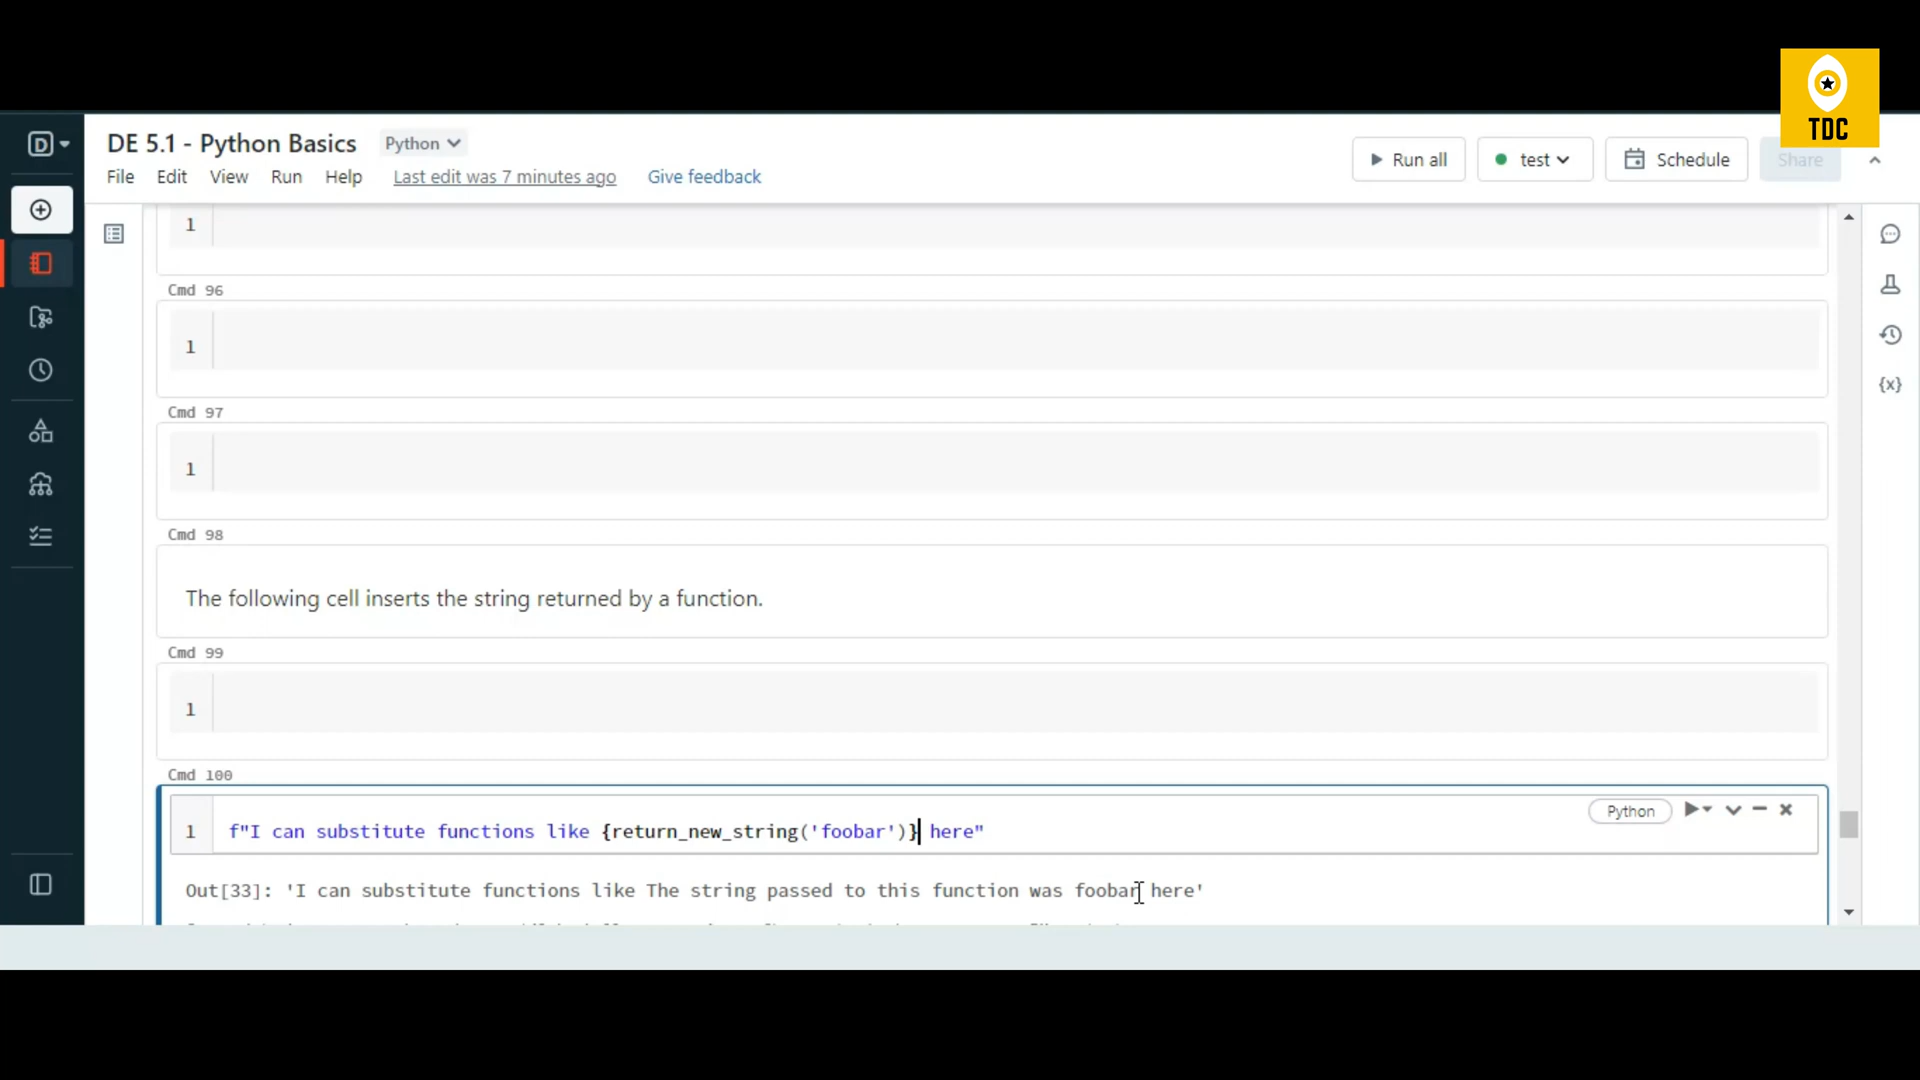 TDC
DE 5.1 - Python Basics Python
File Edit View Run Help Last edit was 7 minutes ago Give feedback
Run all test Schedule Share
1
Cmd 96
1
Cmd 97
1
Cmd 98
The following cell inserts the string returned by a function.
Cmd 99
1
Cmd 100
Python
1 f"I can substitute functions like {return_new_string('foobar')} here"
Out[33]: 'I can substitute functions like The string passed to this function was foobar here'